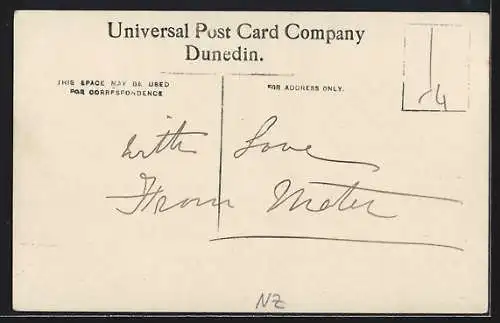 Universal Post Card Company
Dunedin.
THIS SPACE MAY BE USED
FOR CORRESPONDENCE
FOR ADDRESS ONLY.
with Love
From
NZ